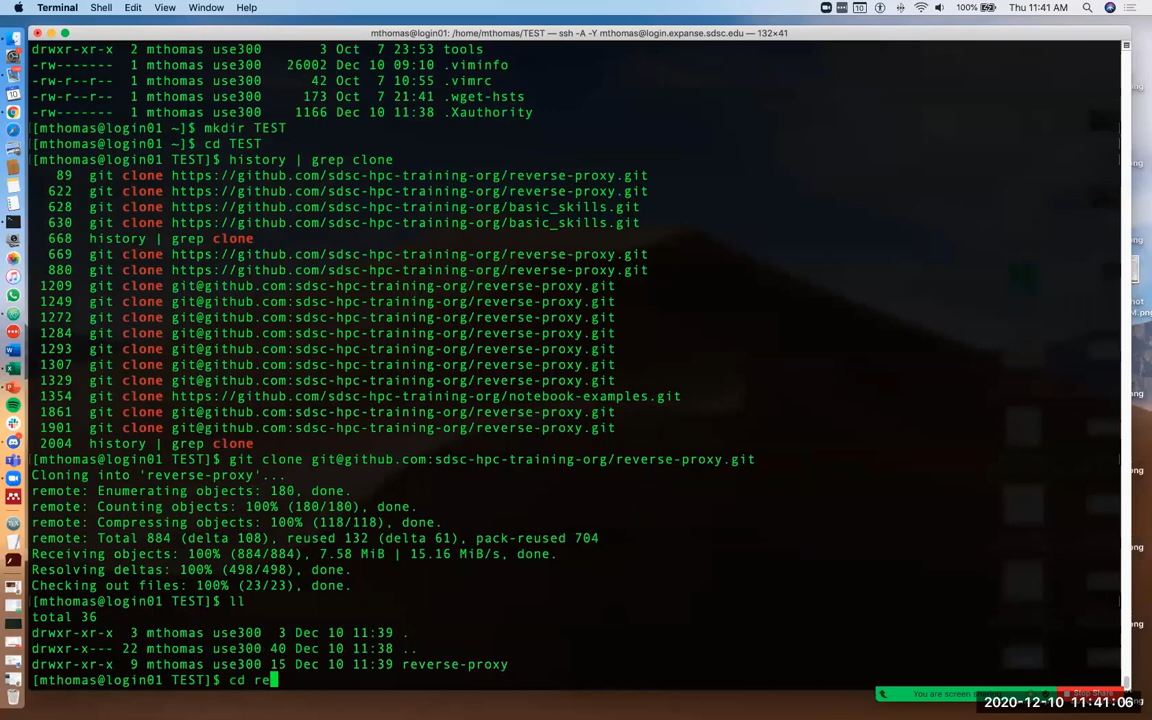 Terminal Shell Edit View Window Help
10 100% Thu 11:41 AM
mthomas@login01: /home/mthomas/TEST — ssh -A -Y mthomas@login.expanse.sdsc.edu — 132×41
drwxr-xr-x 2 mthomas use300 3 Oct 7 23:53 tools
-rw------- 1 mthomas use300 26002 Dec 10 09:10 .viminfo
-rw-r--r-- 1 mthomas use300 42 Oct 7 10:55 .vimrc
-rw-r--r-- 1 mthomas use300 173 Oct 7 21:41 .wget-hsts
-rw------- 1 mthomas use300 1166 Dec 10 11:38 .Xauthority
[mthomas@login01 ~]$ mkdir TEST
[mthomas@login01 ~]$ cd TEST
[mthomas@login01 TEST]$ history | grep clone
89 git clone https://github.com/sdsc-hpc-training-org/reverse-proxy.git
622 git clone https://github.com/sdsc-hpc-training-org/reverse-proxy.git
628 git clone https://github.com/sdsc-hpc-training-org/basic_skills.git
630 git clone https://github.com/sdsc-hpc-training-org/basic_skills.git
668 history | grep clone
669 git clone https://github.com/sdsc-hpc-training-org/reverse-proxy.git
880 git clone https://github.com/sdsc-hpc-training-org/reverse-proxy.git
1209 git clone git@github.com:sdsc-hpc-training-org/reverse-proxy.git
1249 git clone git@github.com:sdsc-hpc-training-org/reverse-proxy.git
1272 git clone git@github.com:sdsc-hpc-training-org/reverse-proxy.git
1284 git clone git@github.com:sdsc-hpc-training-org/reverse-proxy.git
1293 git clone git@github.com:sdsc-hpc-training-org/reverse-proxy.git
1307 git clone git@github.com:sdsc-hpc-training-org/reverse-proxy.git
1329 git clone git@github.com:sdsc-hpc-training-org/reverse-proxy.git
1354 git clone https://github.com/sdsc-hpc-training-org/notebook-examples.git
1861 git clone git@github.com:sdsc-hpc-training-org/reverse-proxy.git
1901 git clone git@github.com:sdsc-hpc-training-org/reverse-proxy.git
2004 history | grep clone
[mthomas@login01 TEST]$ git clone git@github.com:sdsc-hpc-training-org/reverse-proxy.git
Cloning into 'reverse-proxy'...
remote: Enumerating objects: 180, done.
remote: Counting objects: 100% (180/180), done.
remote: Compressing objects: 100% (118/118), done.
remote: Total 884 (delta 108), reused 132 (delta 61), pack-reused 704
Receiving objects: 100% (884/884), 7.58 MiB | 15.16 MiB/s, done.
Resolving deltas: 100% (498/498), done.
Checking out files: 100% (23/23), done.
[mthomas@login01 TEST]$ ll
total 36
drwxr-xr-x 3 mthomas use300 3 Dec 10 11:39 .
drwxr-x--- 22 mthomas use300 40 Dec 10 11:38 ..
drwxr-xr-x 9 mthomas use300 15 Dec 10 11:39 reverse-proxy
[mthomas@login01 TEST]$ cd re
You are screen Stop Share
2020-12-10 11:41:06